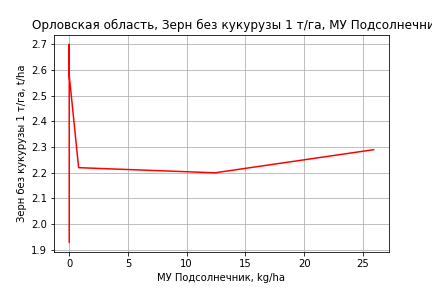 Орловская область, Зерн без кукурузы 1 т/га, МУ Подсолнечни
2.7
2.6
2.5
2.4
2.3
2.2
2.1
2.0
1.9
Зерн без кукурузы 1 т/га, t/ha
0 5 10 15 20 25
МУ Подсолнечник, kg/ha